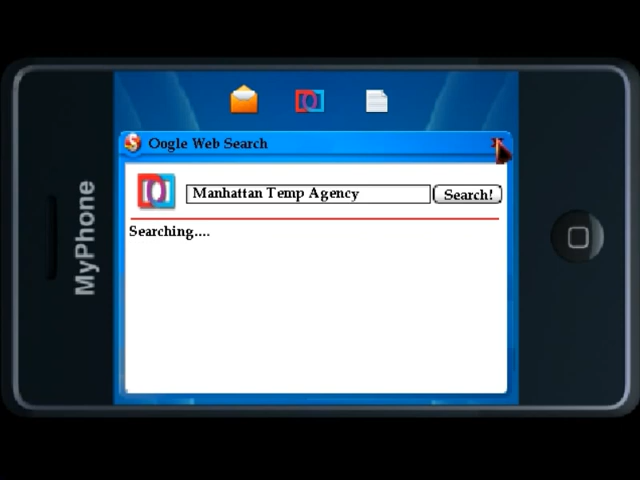 Oogle Web Search
Manhattan Temp Agency
Search!
Searching....
MyPhone